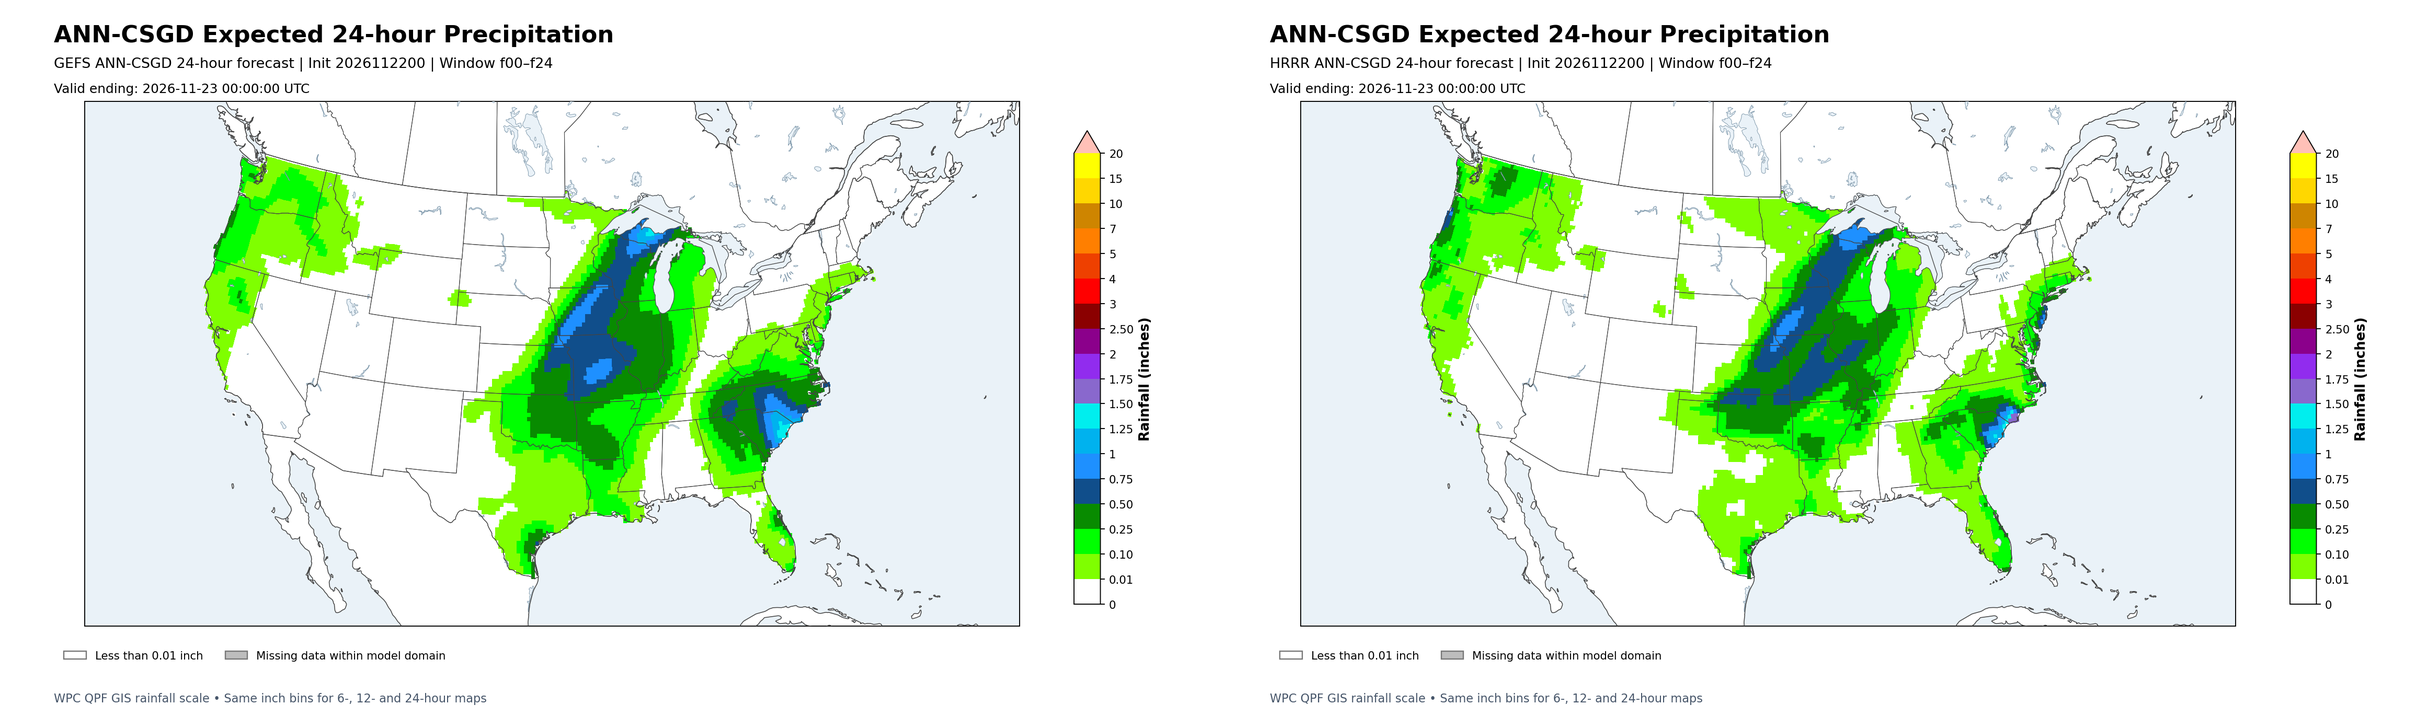 ANN-CSGD Expected 24-hour Precipitation
GEFS ANN-CSGD 24-hour forecast | Init 2026112200 | Window f00–f24
Valid ending: 2026-11-23 00:00:00 UTC
20
15
10
7
5
4
3
2.50
2
1.75
1.50
1.25
1
0.75
0.50
0.25
0.10
0.01
0
Rainfall (inches)
Less than 0.01 inch
Missing data within model domain
WPC QPF GIS rainfall scale • Same inch bins for 6-, 12- and 24-hour maps
ANN-CSGD Expected 24-hour Precipitation
HRRR ANN-CSGD 24-hour forecast | Init 2026112200 | Window f00–f24
Valid ending: 2026-11-23 00:00:00 UTC
20
15
10
7
5
4
3
2.50
2
1.75
1.50
1.25
1
0.75
0.50
0.25
0.10
0.01
0
Rainfall (inches)
Less than 0.01 inch
Missing data within model domain
WPC QPF GIS rainfall scale • Same inch bins for 6-, 12- and 24-hour maps